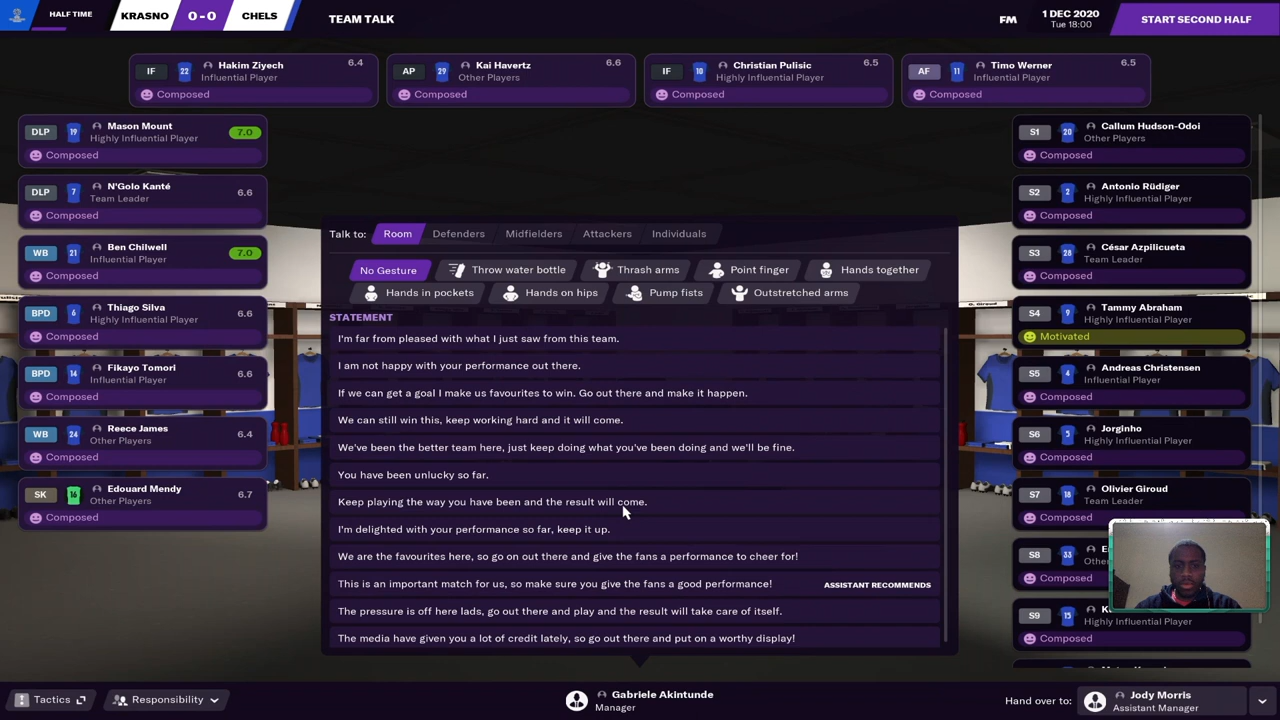 HALF TIME
KRASNO
0-0
CHELS
TEAM TALK
FM
1 DEC 2020
Tue 18:00
START SECOND HALF
IF
22
Hakim Ziyech
Influential Player
6.4
Composed
AP
29
Kai Havertz
Other Players
6.6
Composed
IF
10
Christian Pulisic
Highly Influential Player
6.5
Composed
AF
11
Timo Werner
Influential Player
6.5
Composed
DLP
19
Mason Mount
Highly Influential Player
7.0
Composed
DLP
7
N'Golo Kanté
Team Leader
6.6
Composed
WB
21
Ben Chilwell
Influential Player
7.0
Composed
BPD
6
Thiago Silva
Highly Influential Player
6.6
Composed
BPD
14
Fikayo Tomori
Influential Player
6.6
Composed
WB
24
Reece James
Other Players
6.4
Composed
SK
16
Edouard Mendy
Other Players
6.7
Composed
Talk to:
Room
Defenders
Midfielders
Attackers
Individuals
No Gesture
Throw water bottle
Thrash arms
Point finger
Hands together
Hands in pockets
Hands on hips
Pump fists
Outstretched arms
STATEMENT
I'm far from pleased with what I just saw from this team.
I am not happy with your performance out there.
If we can get a goal I make us favourites to win. Go out there and make it happen.
We can still win this, keep working hard and it will come.
We've been the better team here, just keep doing what you've been doing and we'll be fine.
You have been unlucky so far.
Keep playing the way you have been and the result will come.
I'm delighted with your performance so far, keep it up.
We are the favourites here, so go on out there and give the fans a performance to cheer for!
This is an important match for us, so make sure you give the fans a good performance!
ASSISTANT RECOMMENDS
The pressure is off here lads, go out there and play and the result will take care of itself.
The media have given you a lot of credit lately, so go out there and put on a worthy display!
S1
20
Callum Hudson-Odoi
Other Players
Composed
S2
2
Antonio Rüdiger
Highly Influential Player
Composed
S3
28
César Azpilicueta
Team Leader
Composed
S4
9
Tammy Abraham
Highly Influential Player
Motivated
S5
4
Andreas Christensen
Influential Player
Composed
S6
5
Jorginho
Highly Influential Player
Composed
S7
18
Olivier Giroud
Team Leader
Composed
S8
33
Composed
S9
15
Highly Influential Player
Composed
Tactics
Responsibility
Gabriele Akintunde
Manager
Hand over to:
Jody Morris
Assistant Manager